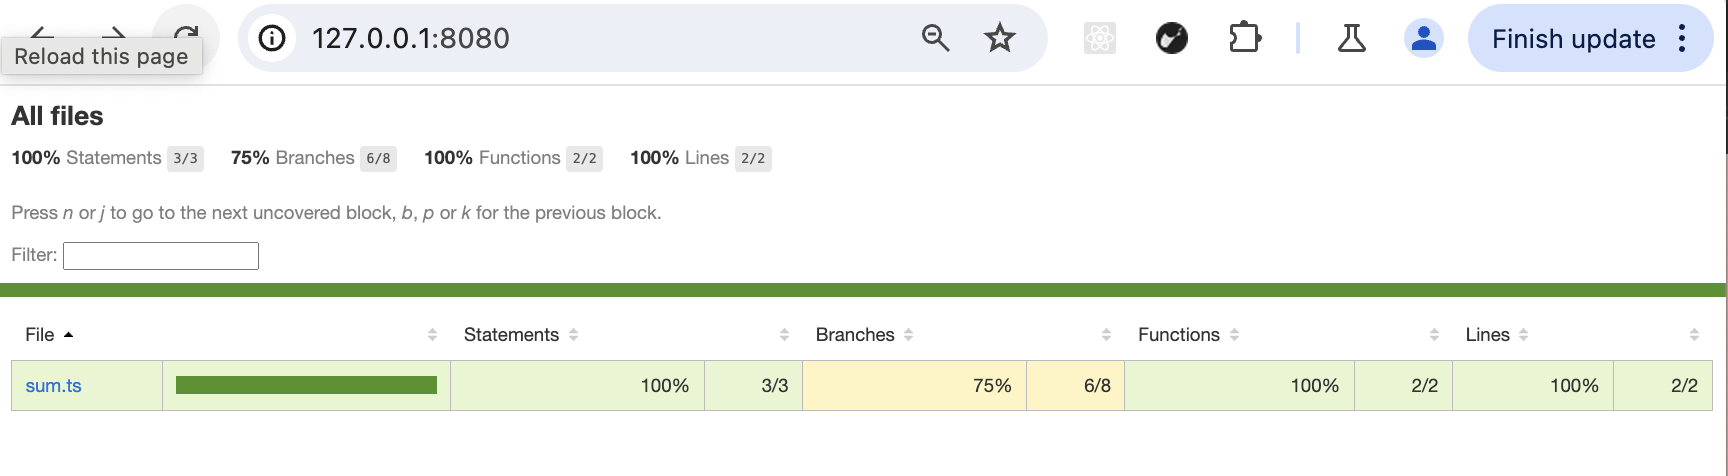 127.0.0.1:8080
Finish update
Reload this page
All files
100% Statements 3/3 75% Branches 6/8 100% Functions 2/2 100% Lines 2/2
Press n or j to go to the next uncovered block, b, p or k for the previous block.
Filter:
File Statements Branches Functions Lines
sum.ts 100% 3/3 75% 6/8 100% 2/2 100% 2/2